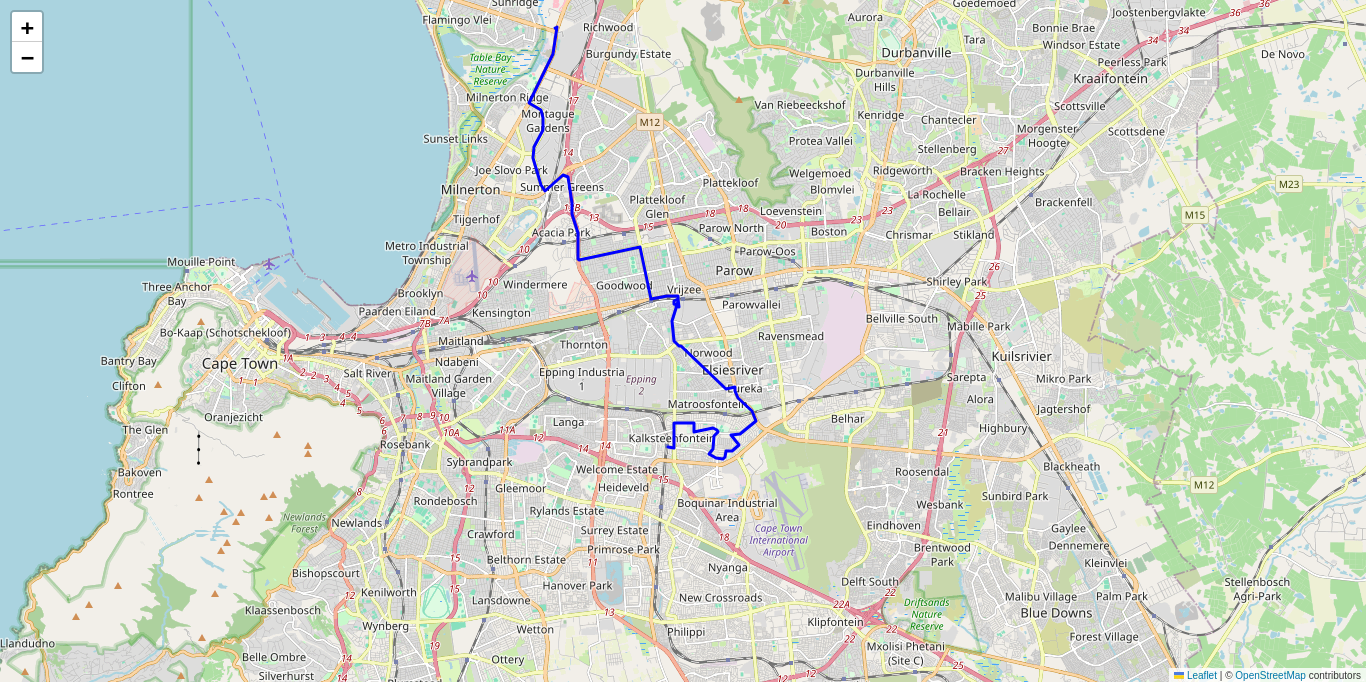 +
−
Sunridge
Flamingo Vlei
Richwood
Burgundy Estate
Table Bay
Nature
Reserve
Milnerton Ridge
Montague
Gardens
Sunset Links
Joe Slovo Park
Summer Greens
Milnerton
Tijgerhof
Acacia Park
Metro Industrial
Township
Mouille Point
Three Anchor
Bay
Brooklyn
Paarden Eiland
Windermere
Kensington
Goodwood
Vrijzee
Parow
Parow North
Parow-Oos
Parowvallei
Plattekloof
Plattekloof
Glen
Loevenstein
Boston
Welgemoed
Blomvlei
Van Riebeeckshof
Protea Vallei
Kenridge
Durbanville
Durbanville
Hills
Aurora
Goedemoed
Tara
Bonnie Brae
Windsor Estate
Joostenbergvlakte
Peerless Park
Kraaifontein
De Novo
Scottsville
Scottsdene
Chantecler
Morgenster
Hoogte
Stellenberg
Ridgeworth
Bracken Heights
La Rochelle
Bellair
Brackenfell
Chrismar
Stikland
Shirley Park
Mabille Park
Bellville South
Ravensmead
Kuilsrivier
Mikro Park
Jagtershof
Sarepta
Alora
Highbury
Blackheath
Belhar
Roosendal
Sunbird Park
Wesbank
Gaylee
Dennemere
Kleinvlei
Eindhoven
Brentwood
Park
Delft South
Malibu Village
Palm Park
Blue Downs
Forest Village
Stellenbosch
Agri-Park
Driftsands
Nature
Reserve
Klipfontein
Mxolisi Phetani
(Site C)
Bo-Kaap (Schotschekloof)
Cape Town
Bantry Bay
Clifton
Oranjezicht
The Glen
Bakoven
Rontree
Llandudno
Salt River
Maitland
Ndabeni
Maitland Garden
Village
Thornton
Epping Industria
1
Epping
2
Norwood
Elsiesriver
Eureka
Matroosfontein
Kalksteenfontein
Langa
Rosebank
Sybrandpark
Rondebosch
Newlands
Newlands
Forest
Bishopscourt
Kenilworth
Klaassenbosch
Wynberg
Belle Ombre
Silverhurst
Welcome Estate
Heideveld
Gleemoor
Rylands Estate
Crawford
Surrey Estate
Belthorn Estate
Primrose Park
Hanover Park
Lansdowne
Wetton
Ottery
Boquinar Industrial
Area
Cape Town
International
Airport
Nyanga
New Crossroads
Philippi
M12
M23
M15
M12
Leaflet | © OpenStreetMap contributors